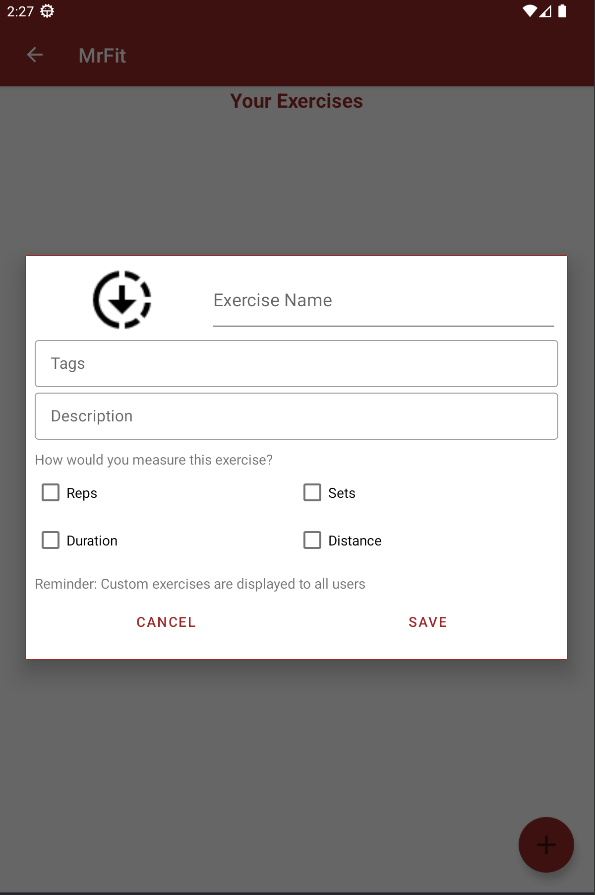 2:27
MrFit
Your Exercises
Exercise Name
Tags
Description
How would you measure this exercise?
Reps Sets
Duration Distance
Reminder: Custom exercises are displayed to all users
CANCEL SAVE